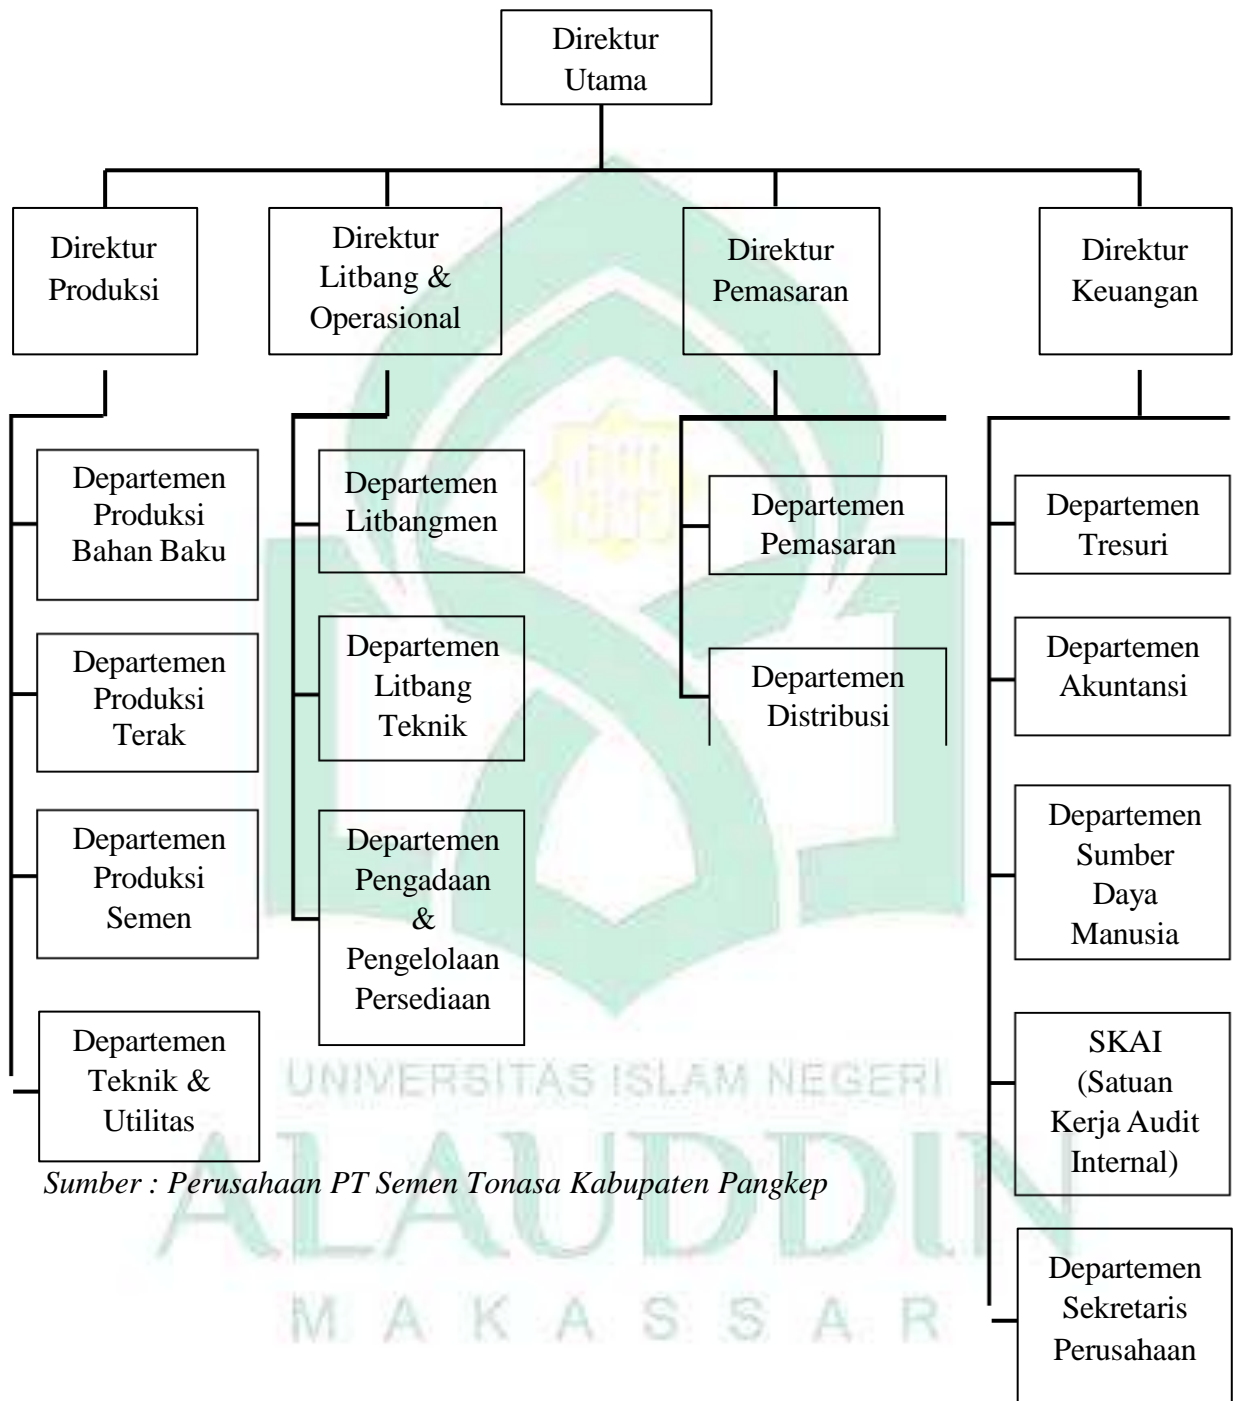 Direktur
Utama
Direktur
Produksi
Direktur
Litbang &
Operasional
Direktur
Pemasaran
Direktur
Keuangan
Departemen
Produksi
Bahan Baku
Departemen
Produksi
Terak
Departemen
Produksi
Semen
Departemen
Teknik &
Utilitas
Departemen
Litbangmen
Departemen
Litbang
Teknik
Departemen
Pengadaan
&
Pengelolaan
Persediaan
Departemen
Pemasaran
Departemen
Distribusi
Departemen
Tresuri
Departemen
Akuntansi
Departemen
Sumber
Daya
Manusia
SKAI
(Satuan
Kerja Audit
Internal)
Departemen
Sekretaris
Perusahaan
Sumber : Perusahaan PT Semen Tonasa Kabupaten Pangkep
UNIVERSITAS ISLAM NEGERI
ALAUDDIN
MAKASSAR